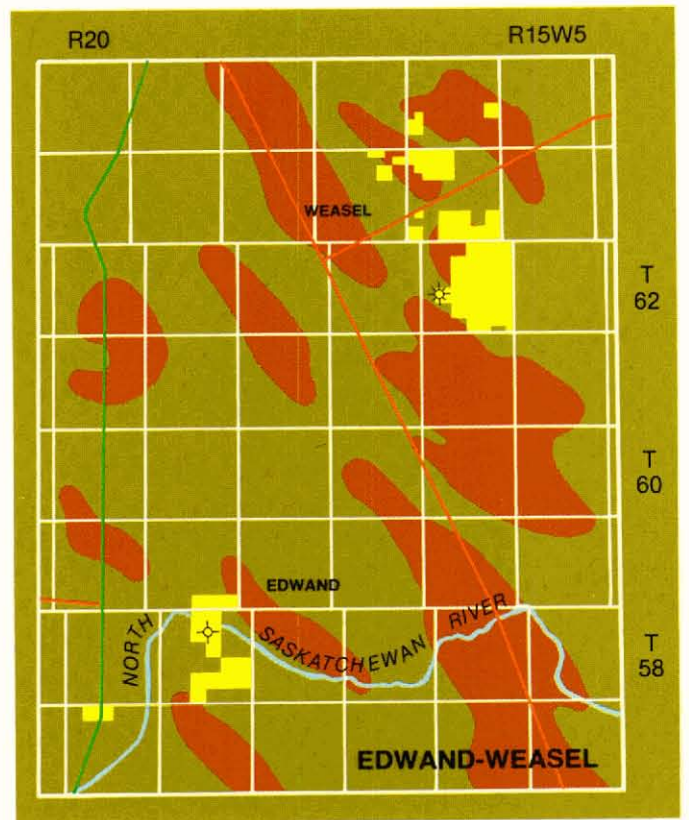 R20 R15W5
WEASEL
T
62
T
60
EDWAND
NORTH SASKATCHEWAN RIVER
T
58
EDWAND-WEASEL